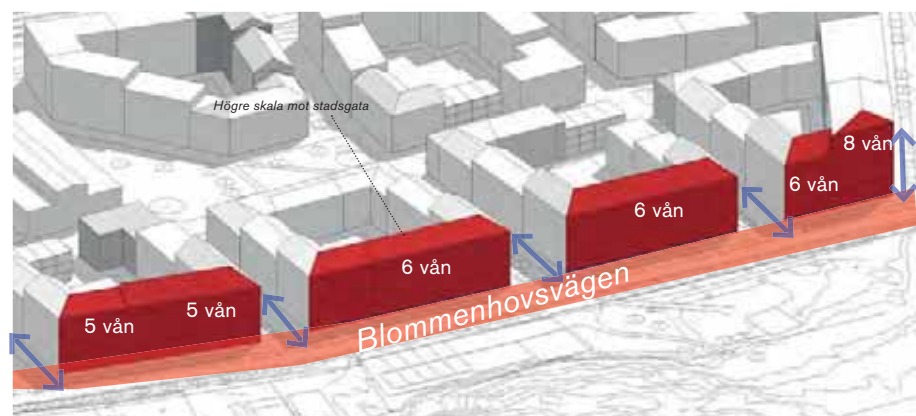 Högre skala mot stadsgata
8 vån
6 vån
6 vån
6 vån
5 vån
5 vån
Blommenhovsvägen